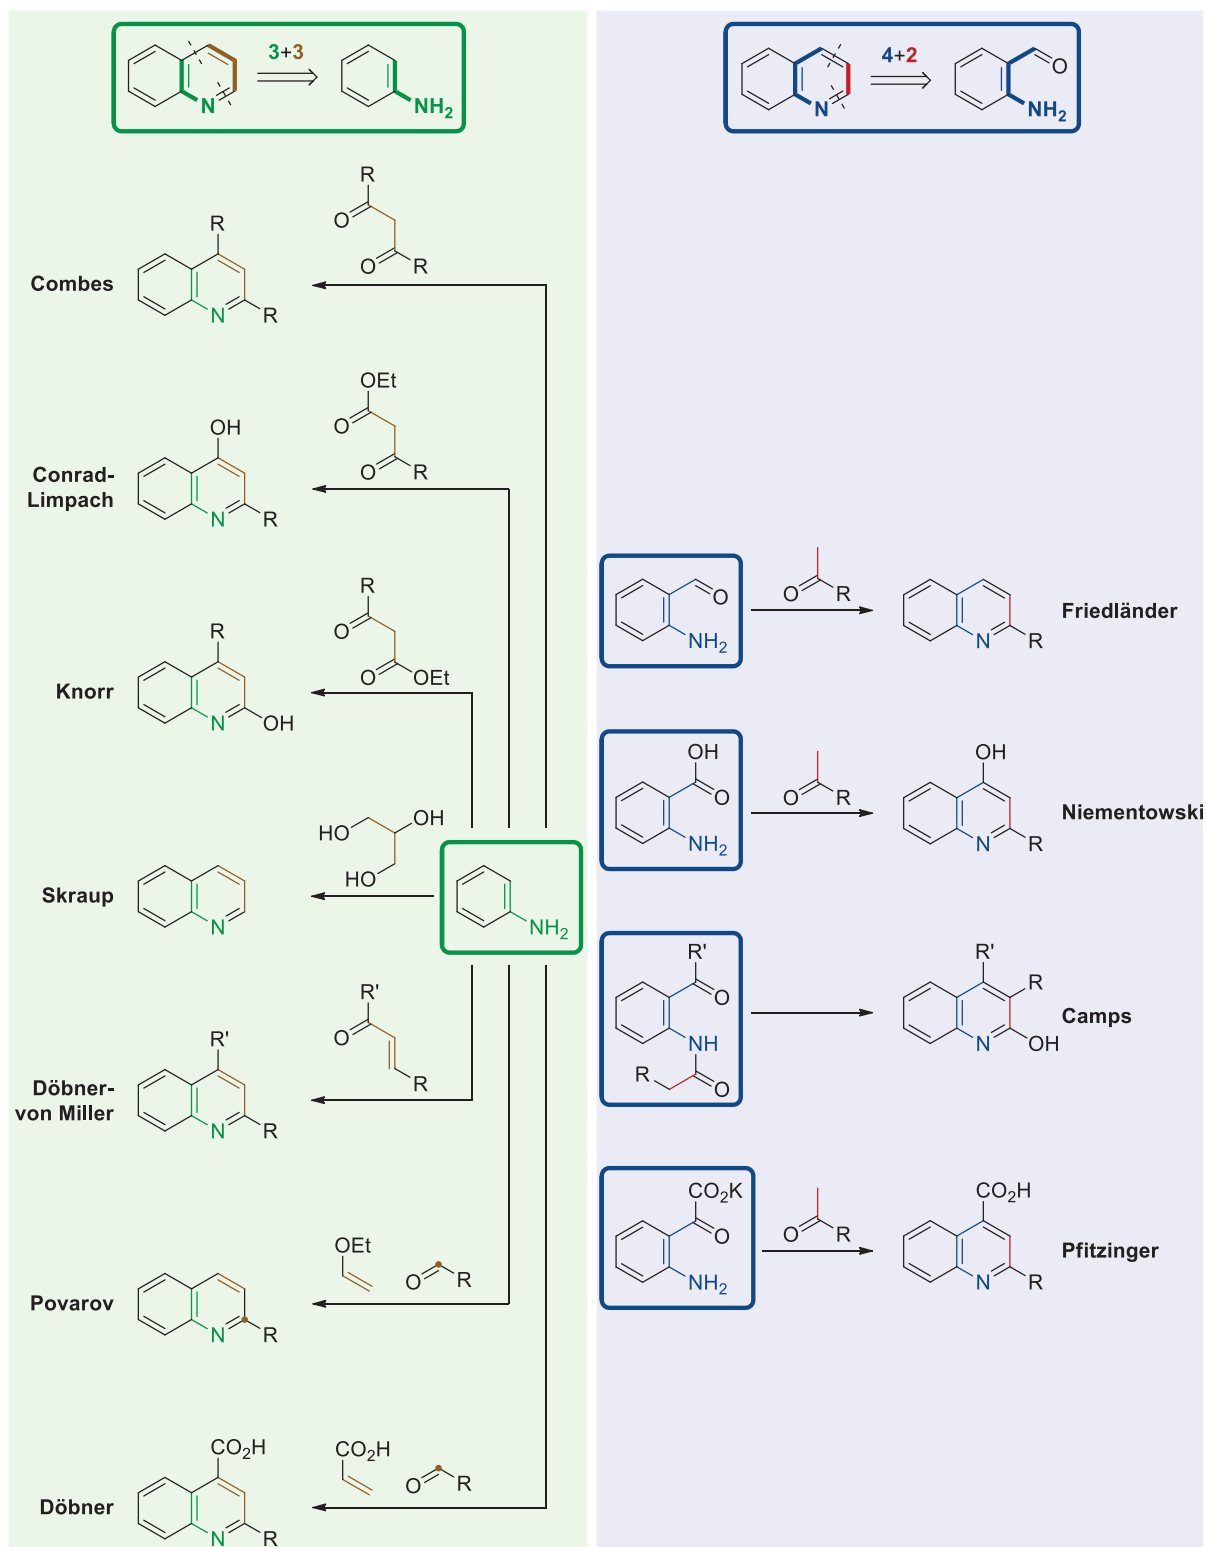 3+3
N
NH2
Combes
R
O
O
R
R
N
R
Conrad-
Limpach
OEt
O
O
R
OH
N
R
Knorr
R
O
O
OEt
R
N
OH
Skraup
HO
OH
HO
N
NH2
Döbner-
von Miller
R'
O
R
R'
N
R
Povarov
OEt
O
R
N
R
Döbner
CO2H
O
R
CO2H
N
R
4+2
N
O
NH2
O
NH2
O
R
N
R
Friedländer
OH
O
NH2
O
R
OH
N
R
Niementowski
R'
O
NH
R
O
R'
R
N
OH
Camps
CO2K
O
NH2
O
R
CO2H
N
R
Pfitzinger